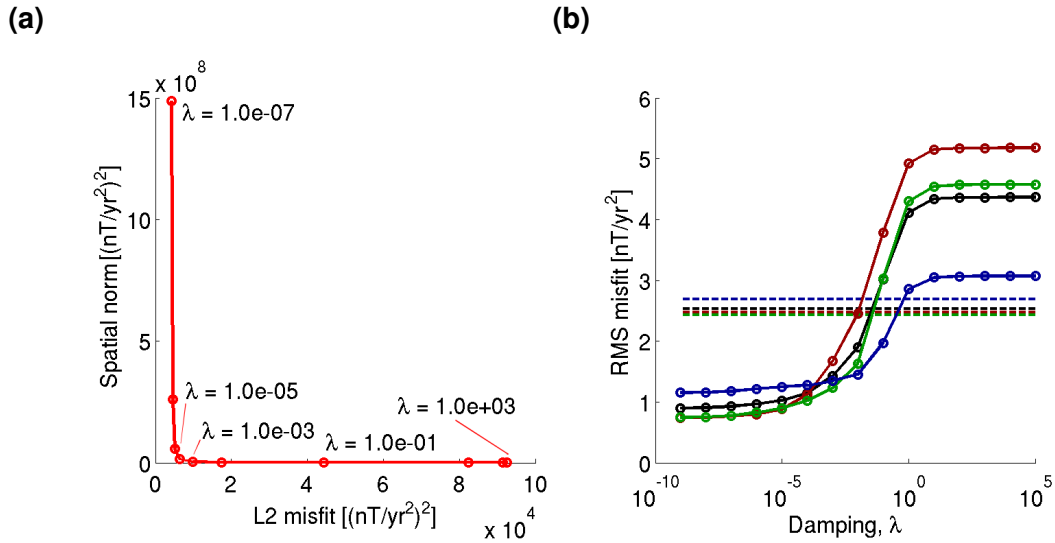 (a)
(b)
x 10^8
15
10
5
0
Spatial norm [(nT/yr^2)^2]
λ = 1.0e-07
λ = 1.0e-05
λ = 1.0e-03
λ = 1.0e-01
λ = 1.0e+03
0 2 4 6 8 10
x 10^4
L2 misfit [(nT/yr^2)^2]
6
5
4
3
2
1
0
RMS misfit [nT/yr^2]
10^-10 10^-5 10^0 10^5
Damping, λ